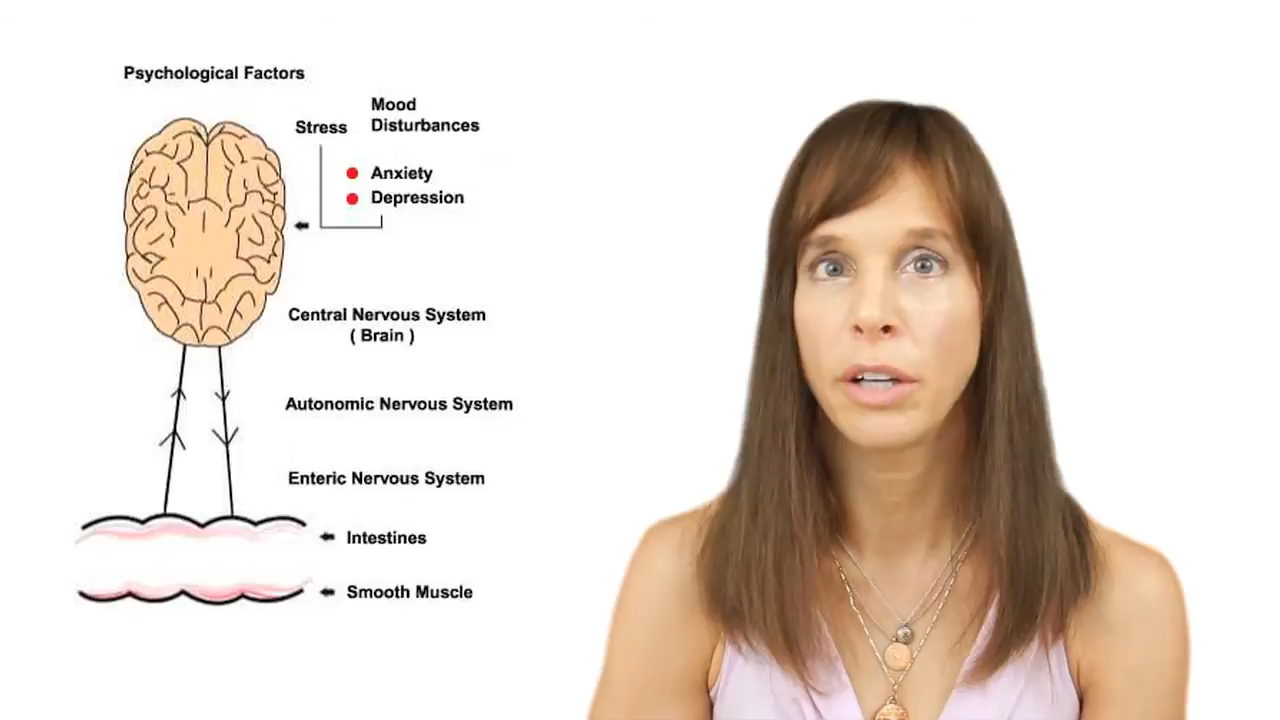 Psychological Factors
Mood
Disturbances
Stress
Anxiety
Depression
Central Nervous System
( Brain )
Autonomic Nervous System
Enteric Nervous System
Intestines
Smooth Muscle